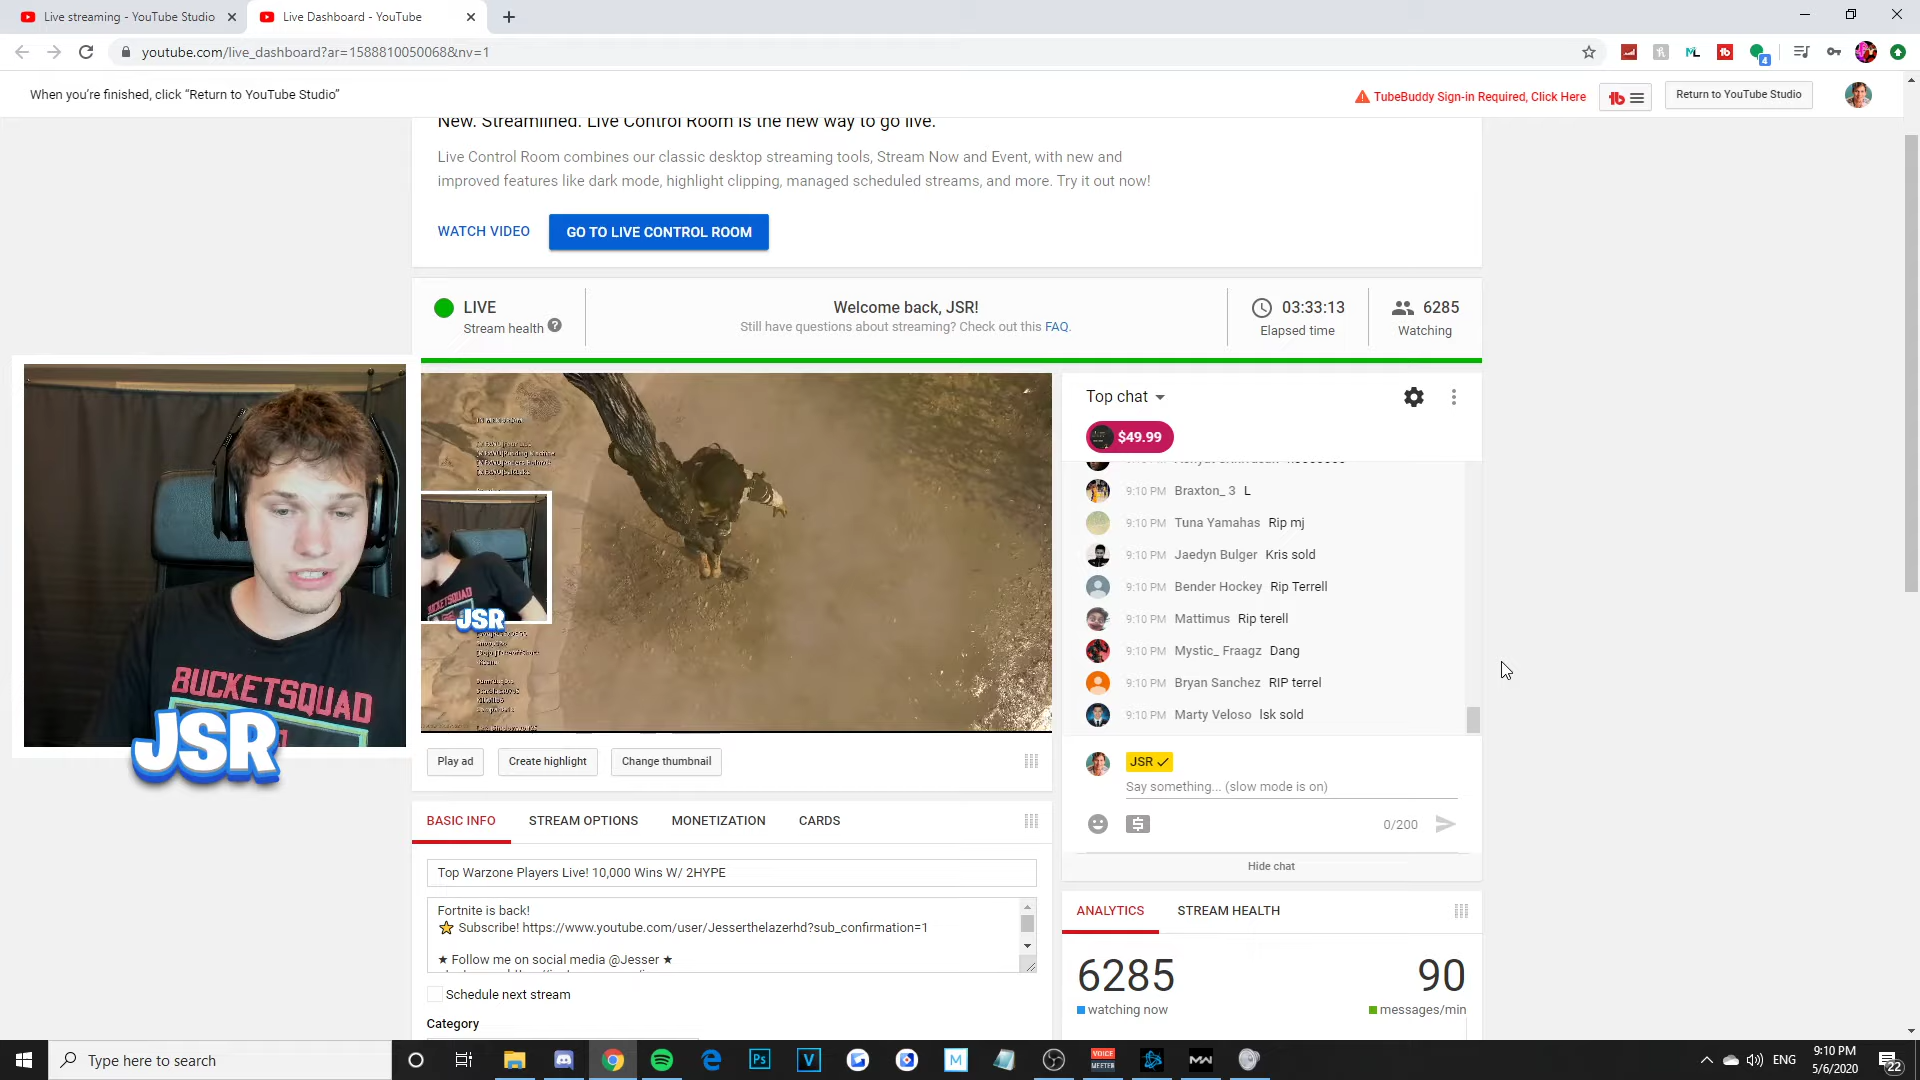 Live streaming - YouTube Studio
Live Dashboard - YouTube
youtube.com/live_dashboard?ar=1588810050068&nv=1
When you're finished, click “Return to YouTube Studio”
TubeBuddy Sign-in Required, Click Here
Return to YouTube Studio
New. Streamlined. Live Control Room is the new way to go live.
Live Control Room combines our classic desktop streaming tools, Stream Now and Event, with new and
improved features like dark mode, highlight clipping, managed scheduled streams, and more. Try it out now!
WATCH VIDEO
GO TO LIVE CONTROL ROOM
LIVE
Stream health
Welcome back, JSR!
Still have questions about streaming? Check out this FAQ.
03:33:13
Elapsed time
6285
Watching
Top chat
$49.99
9:10 PM Braxton_ 3 L
9:10 PM Tuna Yamahas Rip mj
9:10 PM Jaedyn Bulger Kris sold
9:10 PM Bender Hockey Rip Terrell
9:10 PM Mattimus Rip terell
9:10 PM Mystic_ Fraagz Dang
9:10 PM Bryan Sanchez RIP terrel
9:10 PM Marty Veloso Isk sold
JSR
Say something... (slow mode is on)
0/200
Hide chat
BUCKETSQUAD
JSR
BUCKETSQUAD
JSR
Play ad
Create highlight
Change thumbnail
BASIC INFO
STREAM OPTIONS
MONETIZATION
CARDS
Top Warzone Players Live! 10,000 Wins W/ 2HYPE
Fortnite is back!
⭐ Subscribe! https://www.youtube.com/user/Jesserthelazerhd?sub_confirmation=1
★ Follow me on social media @Jesser ★
Schedule next stream
Category
ANALYTICS
STREAM HEALTH
6285
watching now
90
messages/min
Type here to search
Ps
V
M
VOICE
MEETER
MW
ENG
9:10 PM
5/6/2020
22